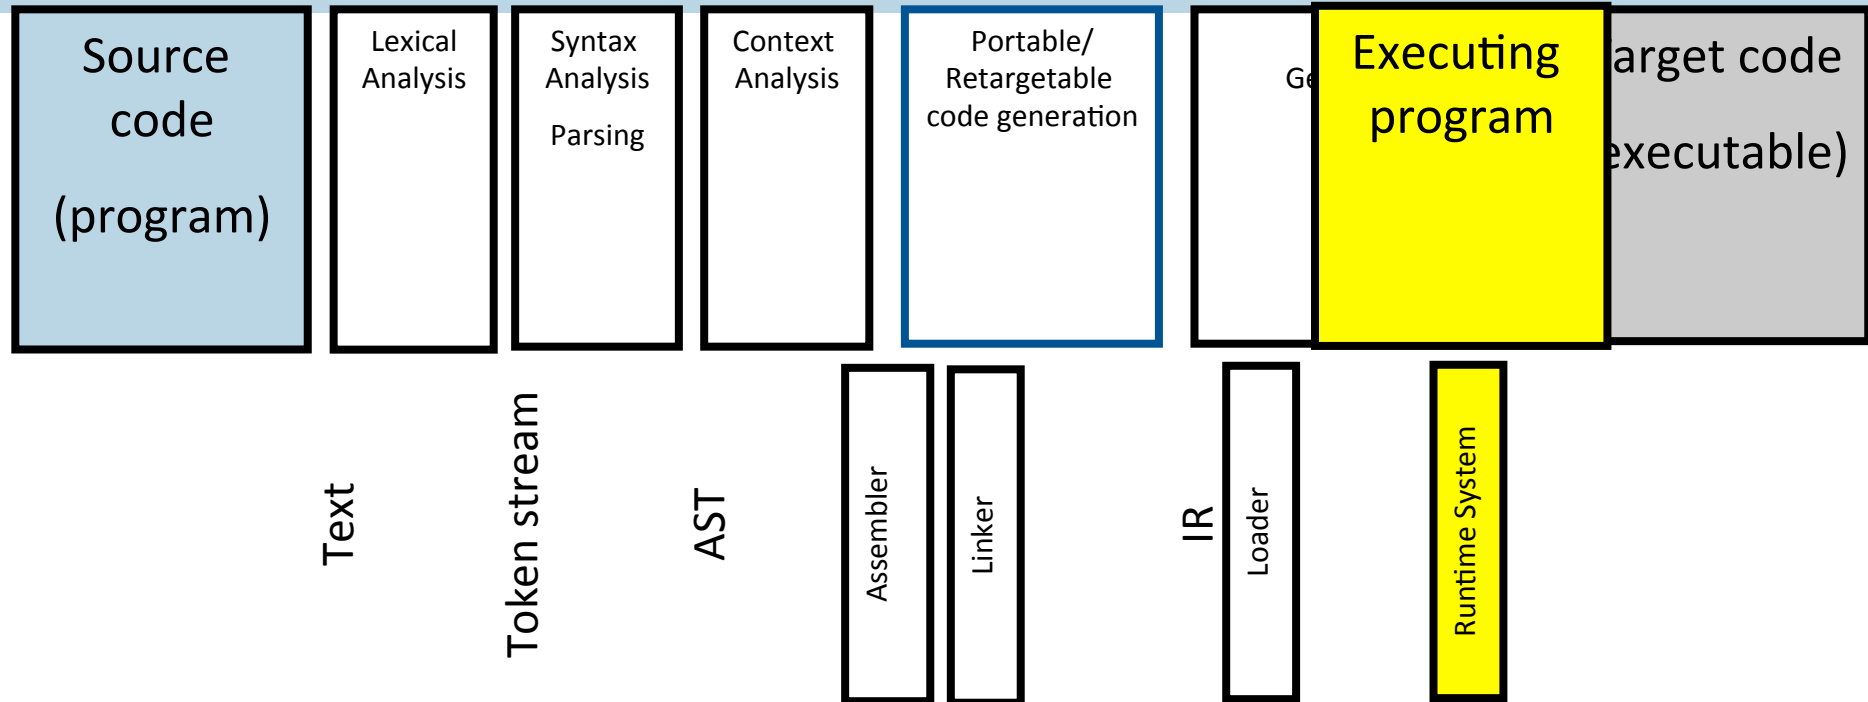 Source
code
(program)
Lexical
Analysis
Syntax
Analysis
Parsing
Context
Analysis
Portable/
Retargetable
code generation
Executing
program
arget code
executable)
Text
Token stream
AST
Assembler
Linker
IR
Loader
Runtime System